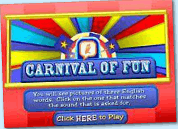 CARNIVAL OF FUN
You will see pictures of three English
words. Click on the one that matches
the sound that is asked for.
Click HERE to Play